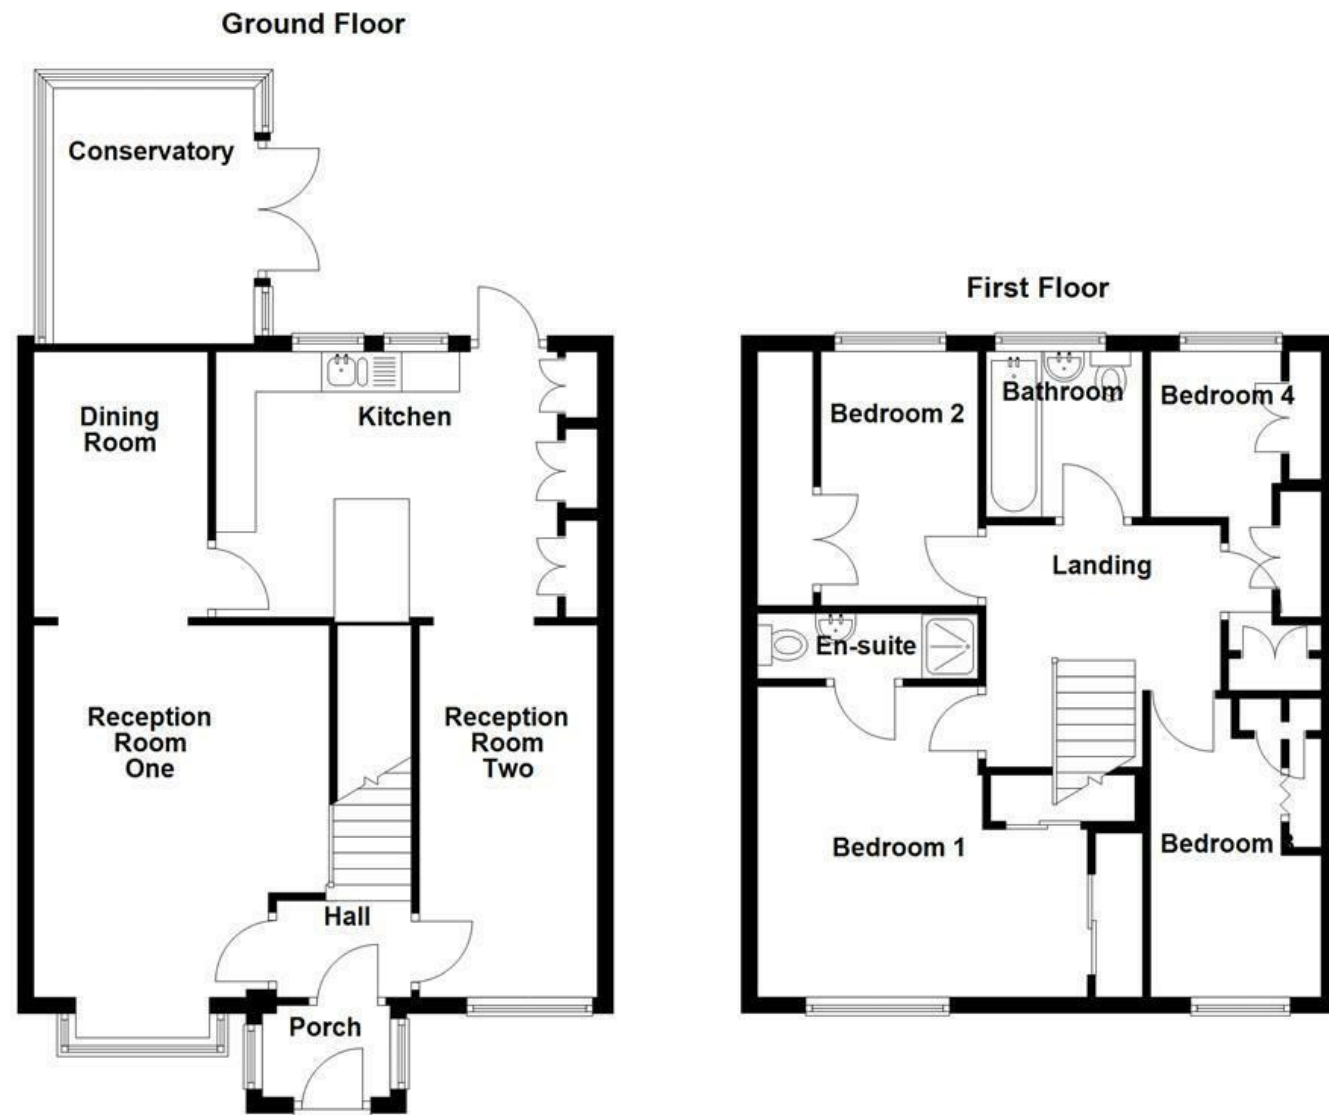 Ground Floor
Conservatory
Dining
Room
Kitchen
Reception
Room
One
Reception
Room
Two
Hall
Porch
First Floor
Bedroom 2
Bathroom
Bedroom 4
Landing
En-suite
Bedroom 1
Bedroom